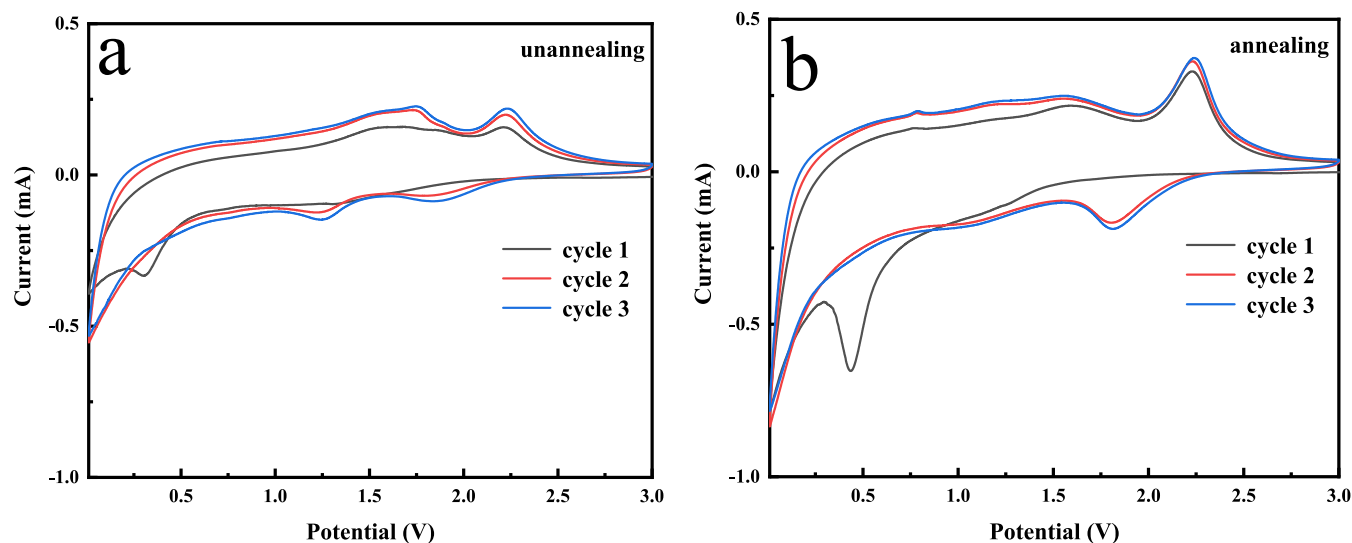 a
unannealing
0.5
0.0
-0.5
-1.0
Current (mA)
cycle 1
cycle 2
cycle 3
0.5
1.0
1.5
2.0
2.5
3.0
Potential (V)
b
annealing
0.5
0.0
-0.5
-1.0
Current (mA)
cycle 1
cycle 2
cycle 3
0.5
1.0
1.5
2.0
2.5
3.0
Potential (V)